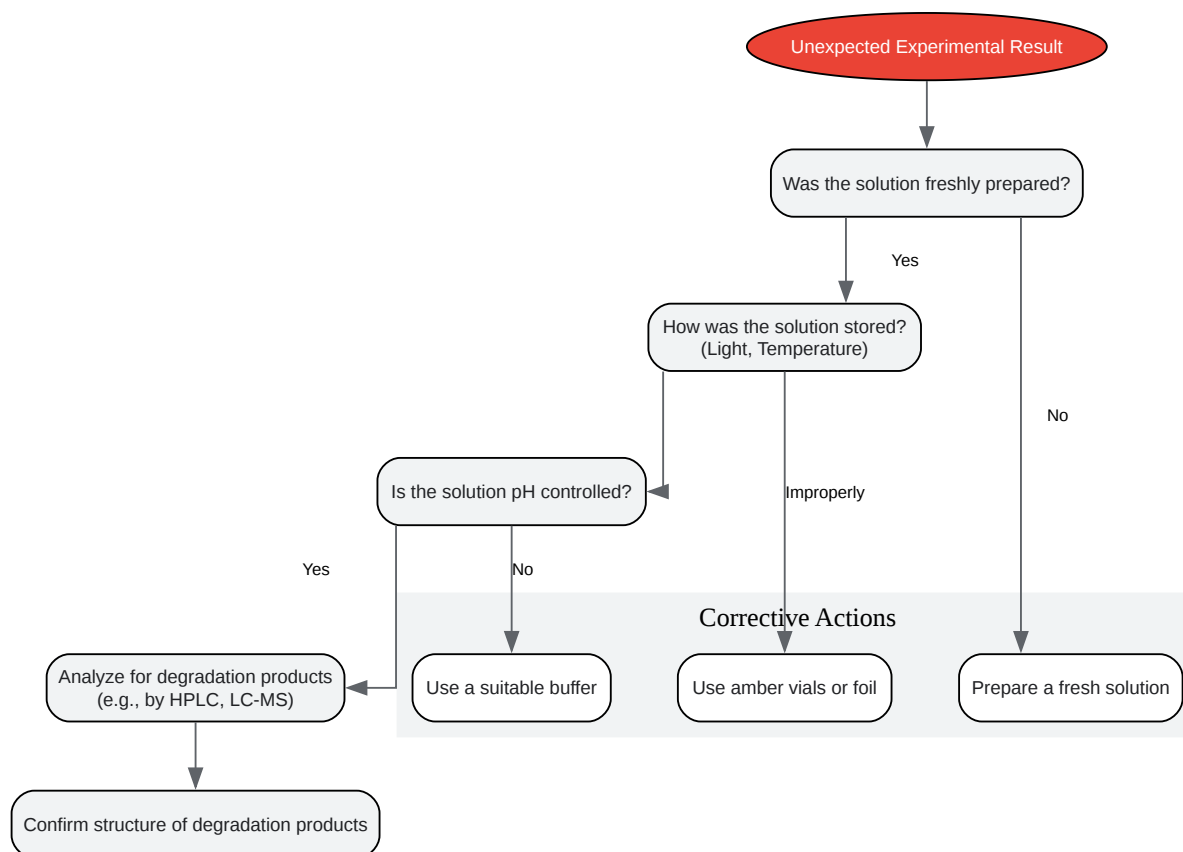 Unexpected Experimental Result
Was the solution freshly prepared?
Yes
How was the solution stored?
(Light, Temperature)
No
Is the solution pH controlled?
Improperly
Yes
No
Corrective Actions
Analyze for degradation products
(e.g., by HPLC, LC-MS)
Use a suitable buffer
Use amber vials or foil
Prepare a fresh solution
Confirm structure of degradation products